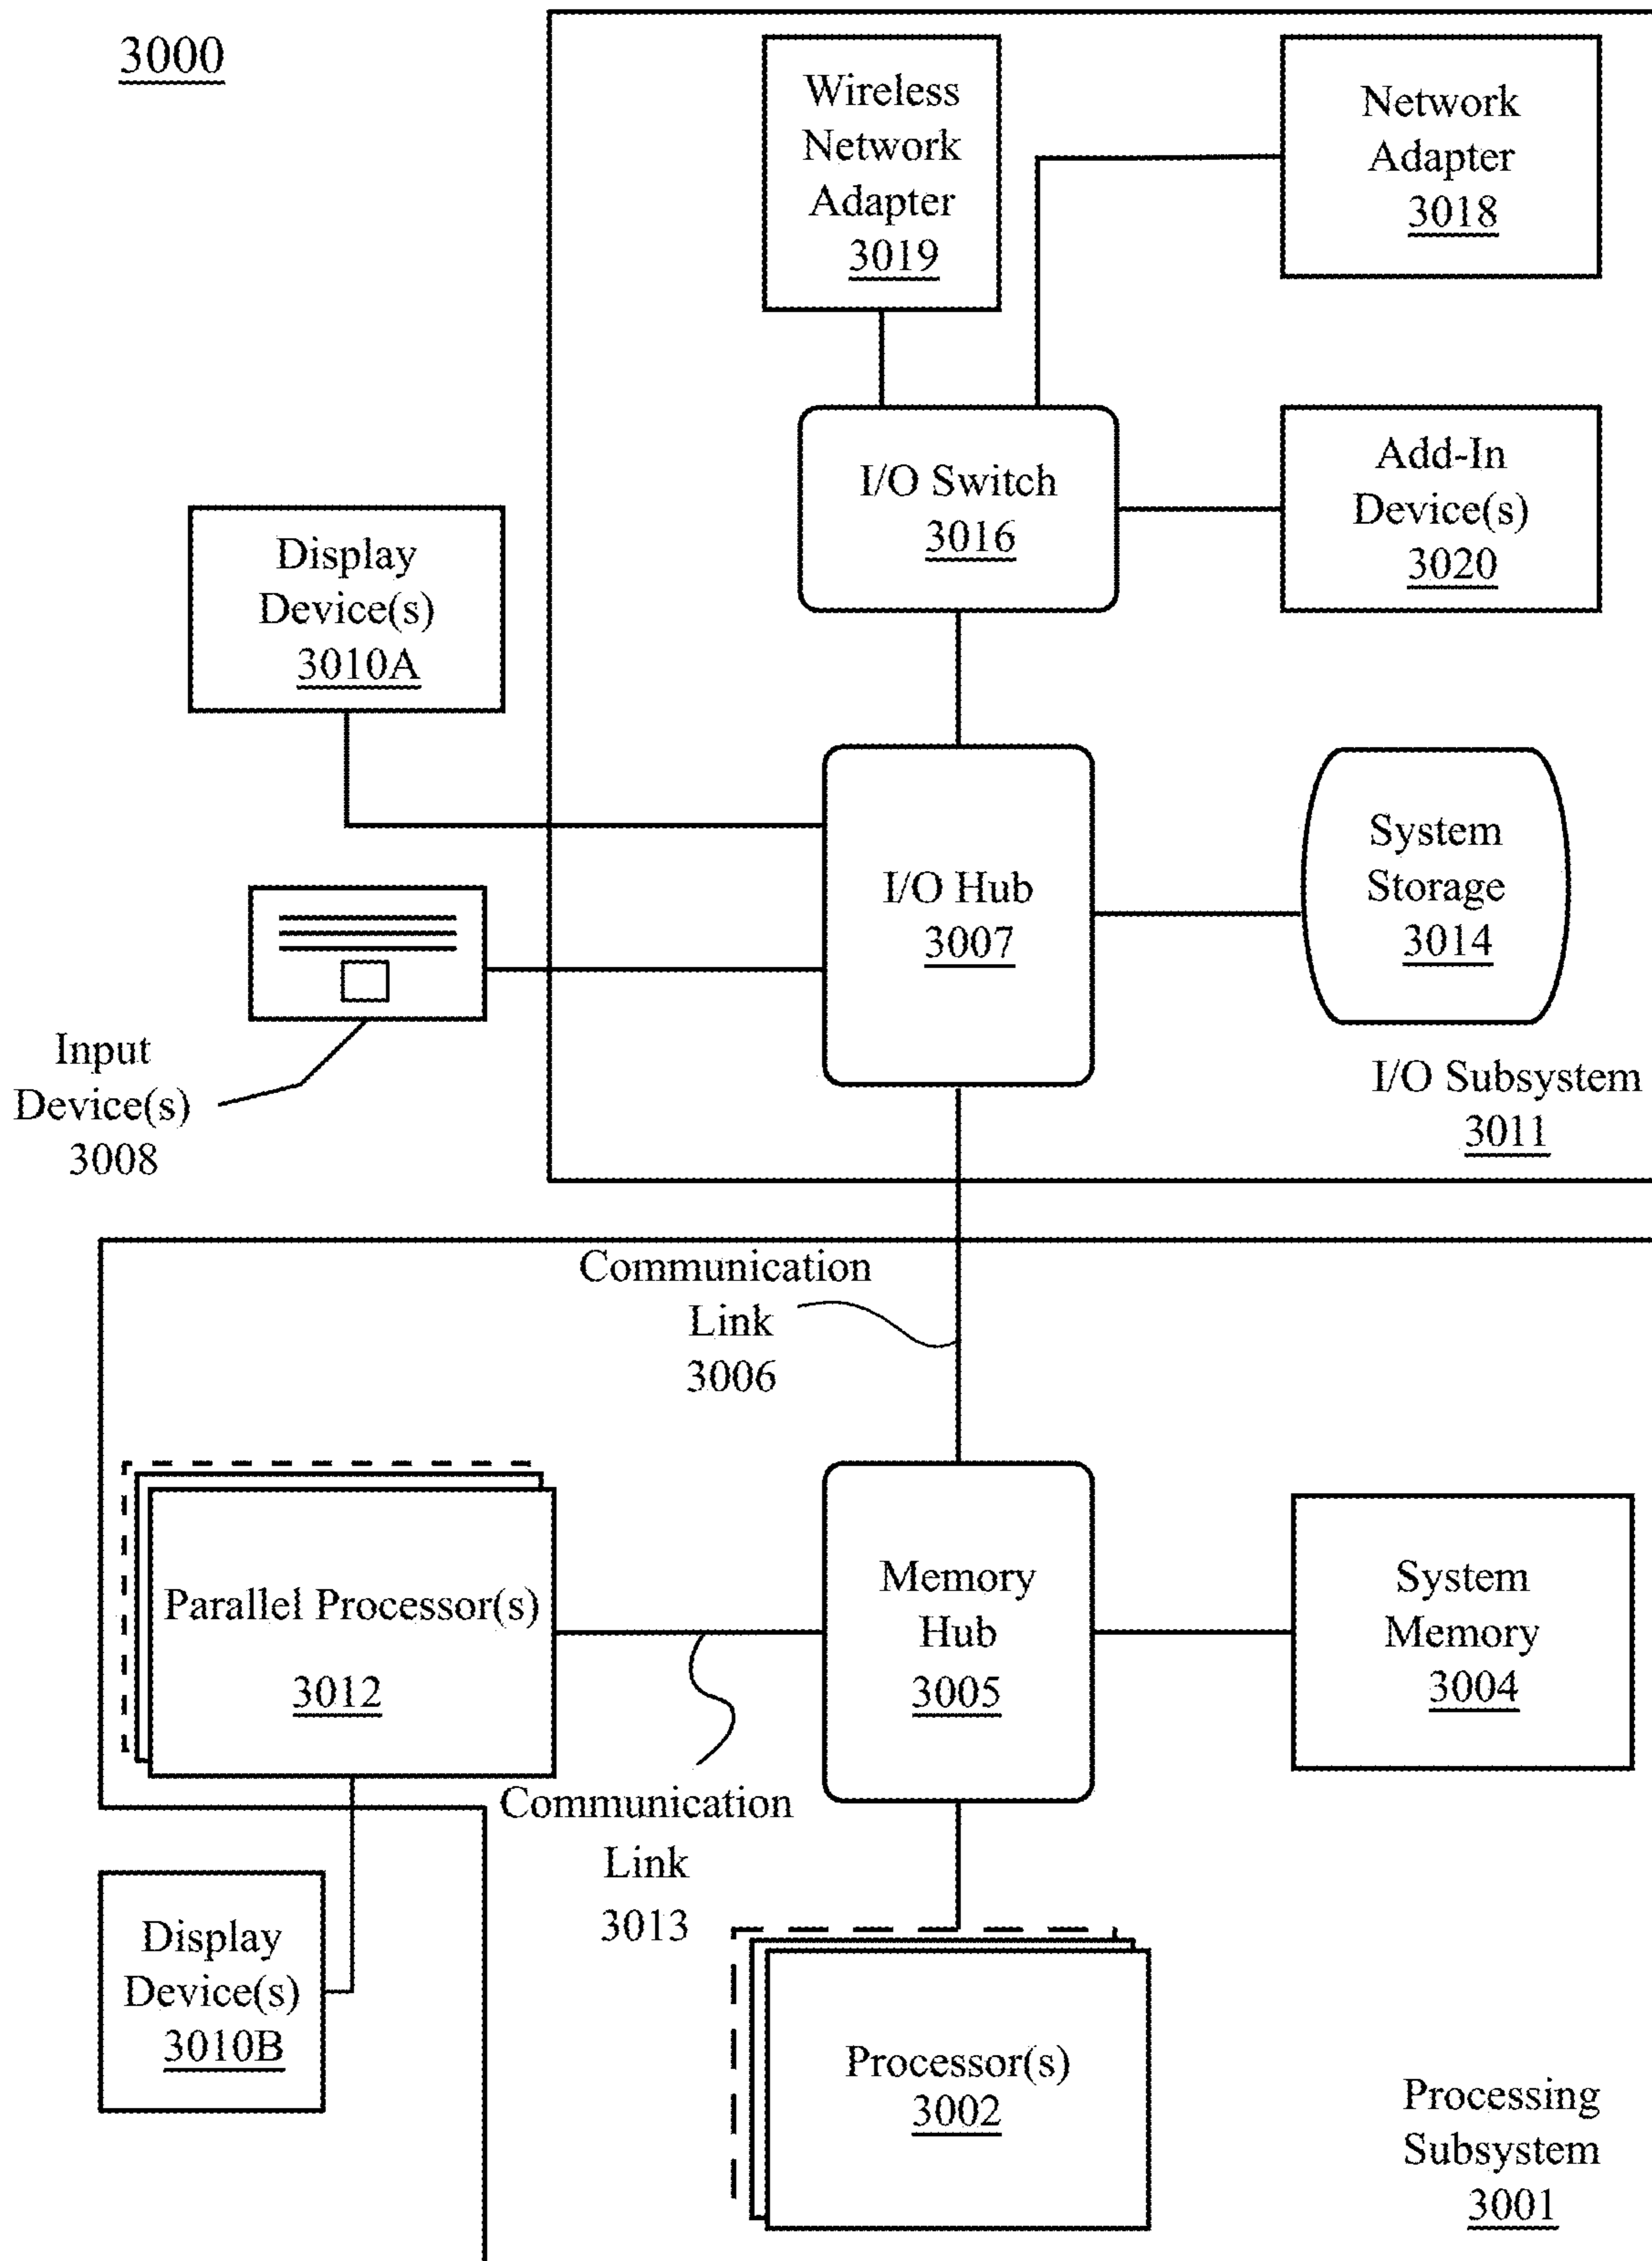 3000
Wireless
Network
Adapter
3019
Network
Adapter
3018
I/O Switch
3016
Add-In
Device(s)
3020
Display
Device(s)
3010A
I/O Hub
3007
System
Storage
3014
Input
Device(s)
3008
I/O Subsystem
3011
Communication
Link
3006
Parallel Processor(s)
3012
Memory
Hub
3005
System
Memory
3004
Communication
Link
3013
Display
Device(s)
3010B
Processor(s)
3002
Processing
Subsystem
3001